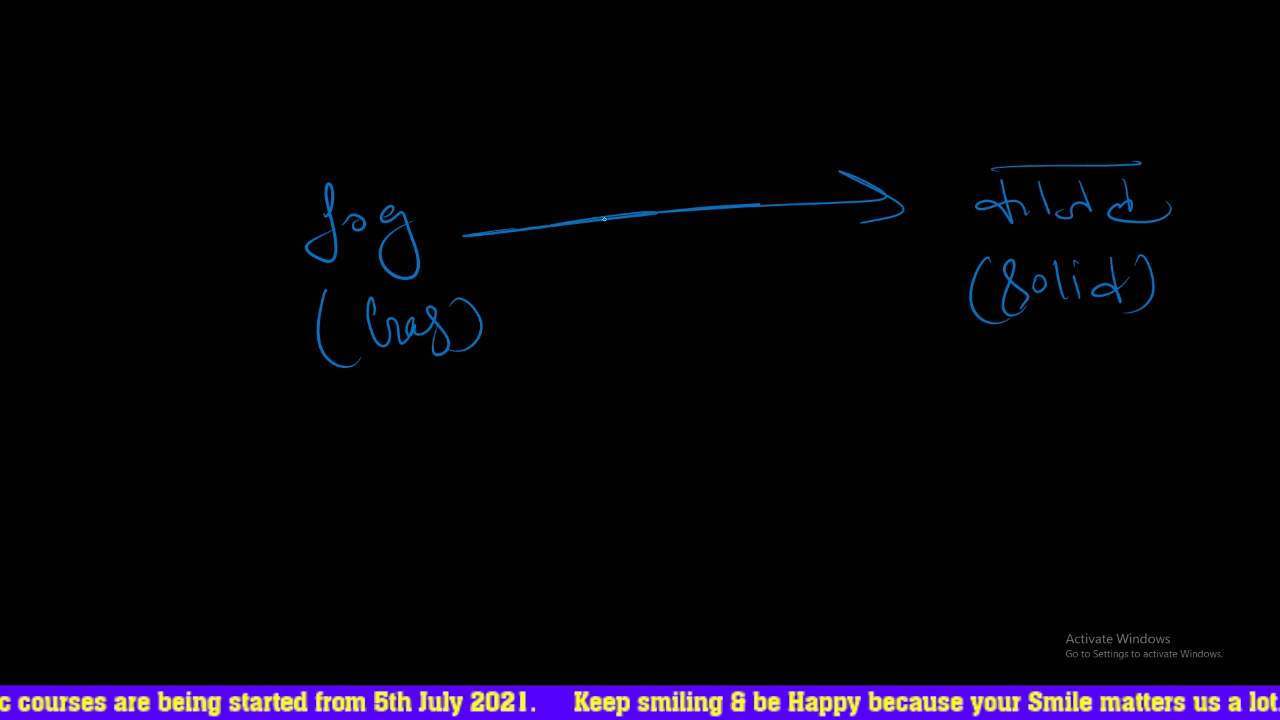 fog
(Gas)
(Solid)
Activate Windows
Go to Settings to activate Windows.
c courses are being started from 5th July 2021. Keep smiling & be Happy because your Smile matters us a lot.